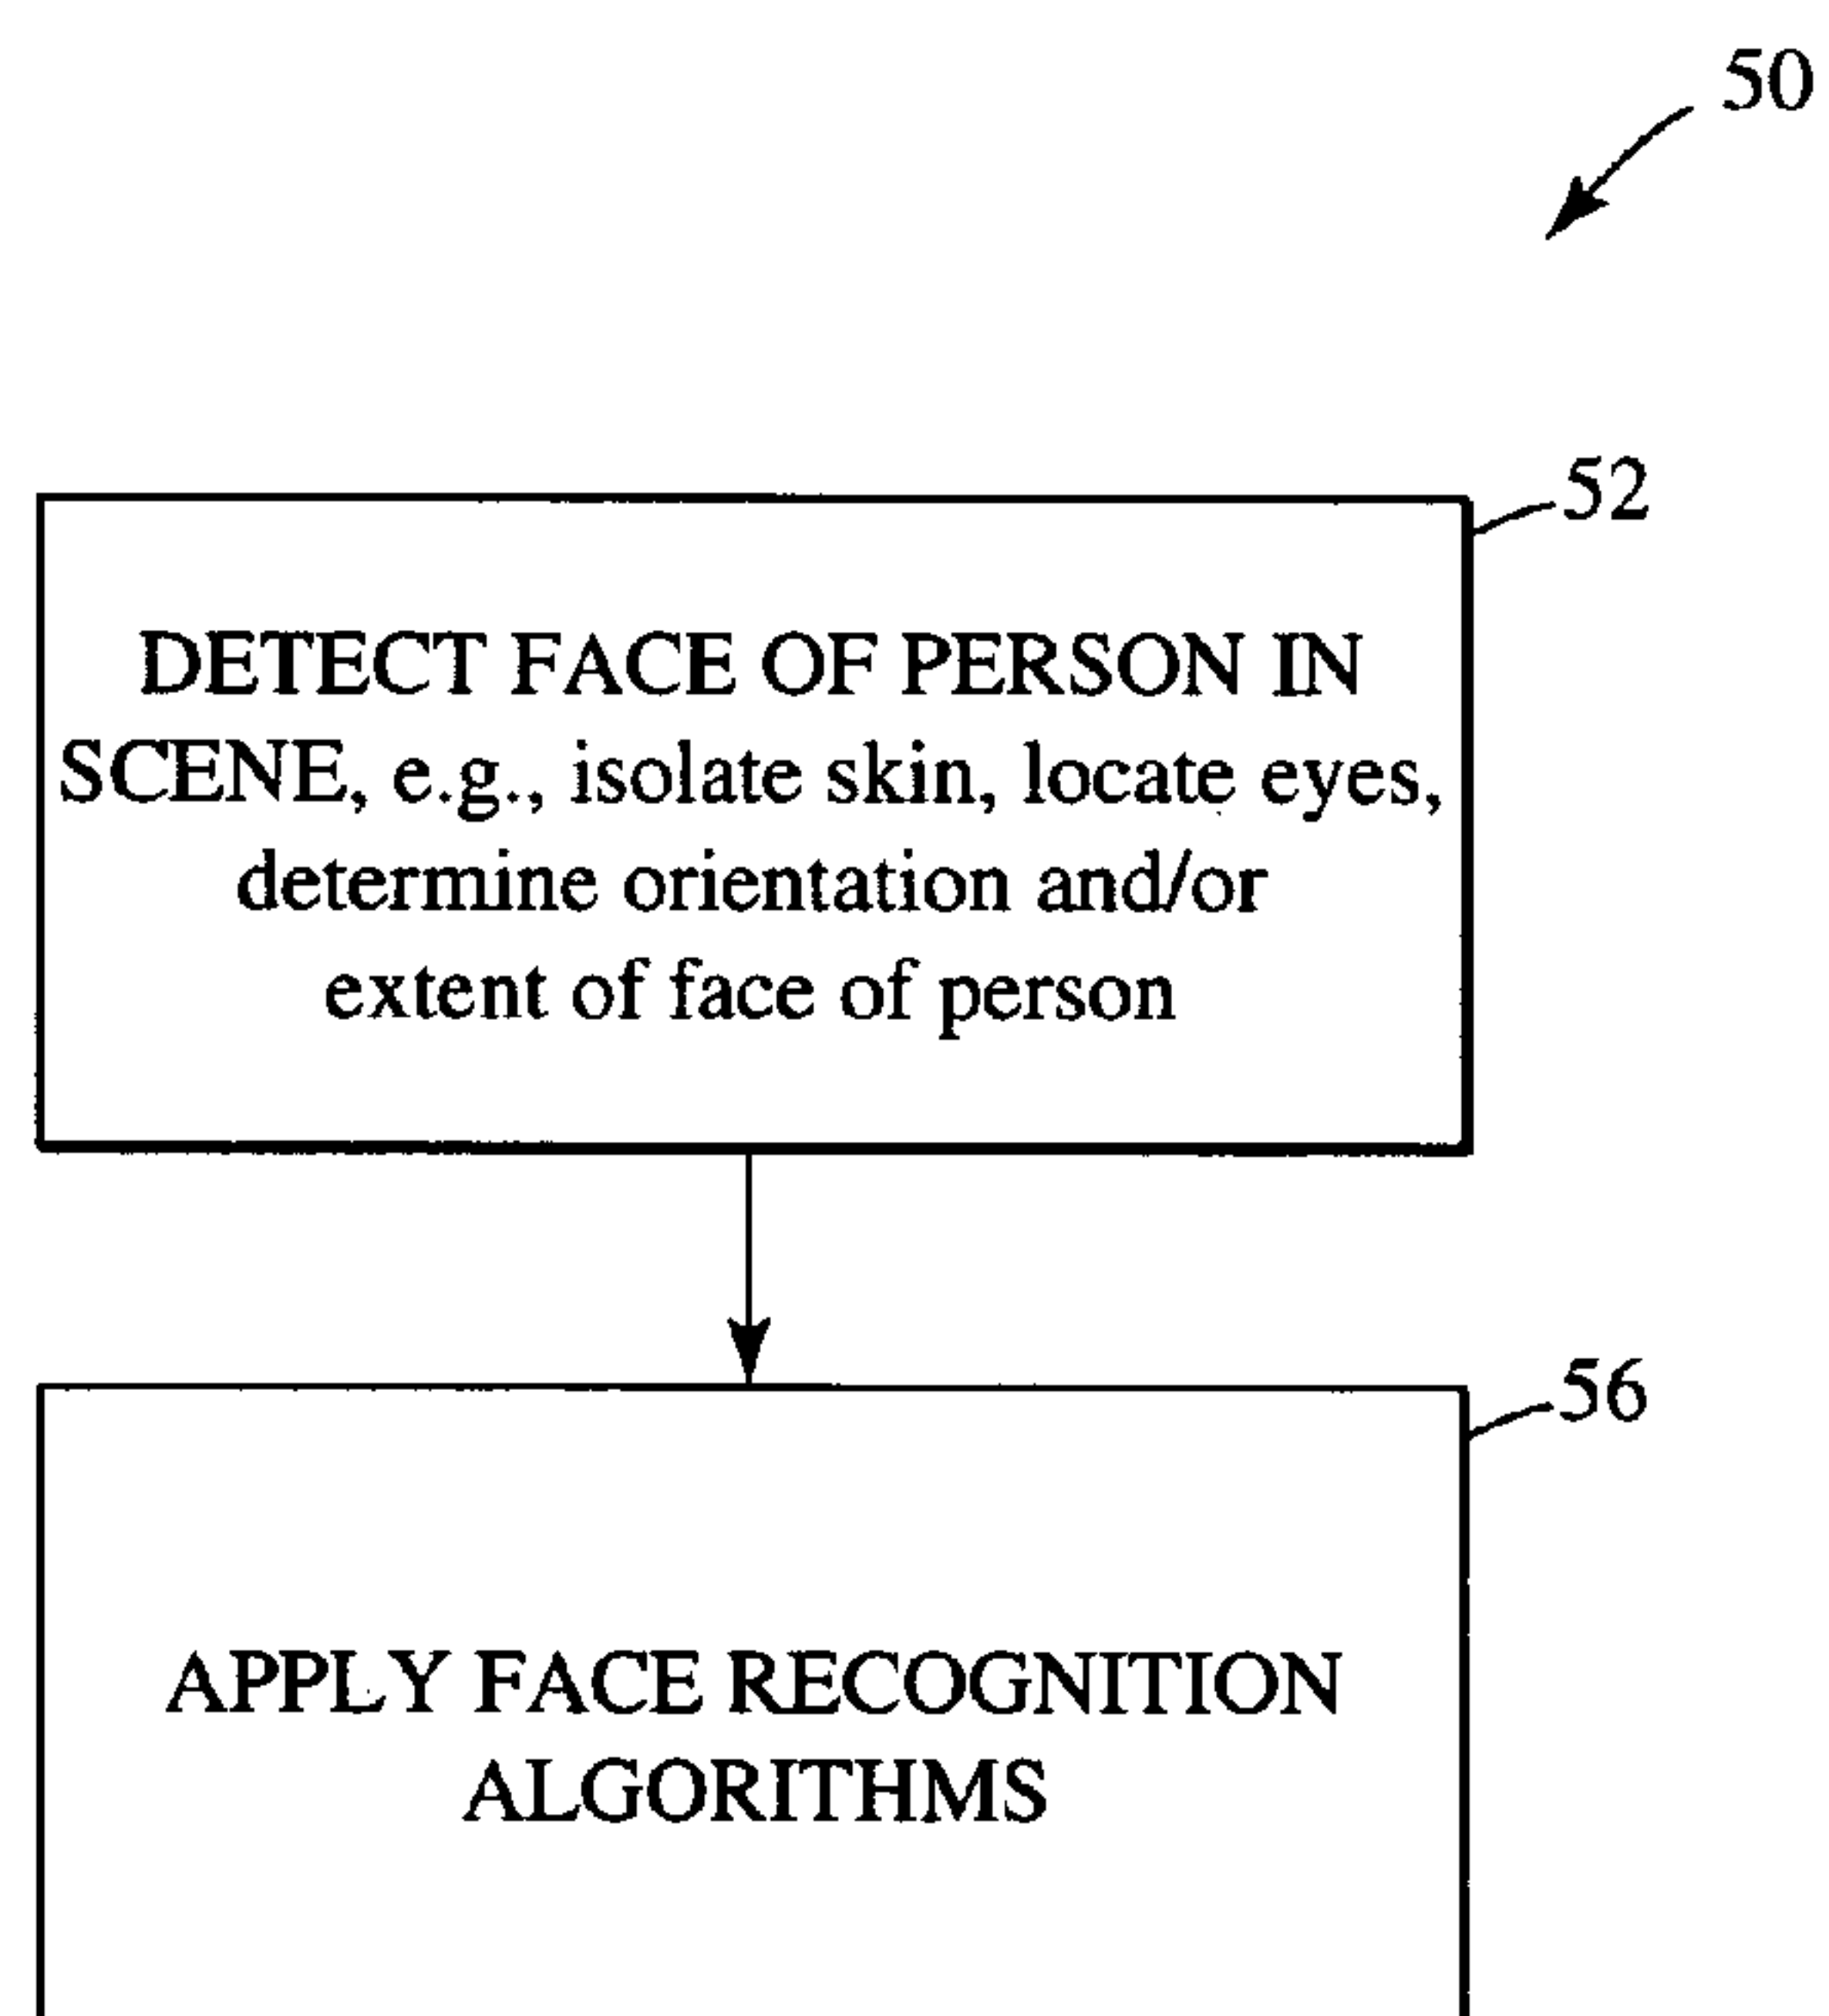 50
52
DETECT FACE OF PERSON IN
SCENE, e.g., isolate skin, locate eyes,
determine orientation and/or
extent of face of person
56
APPLY FACE RECOGNITION
ALGORITHMS